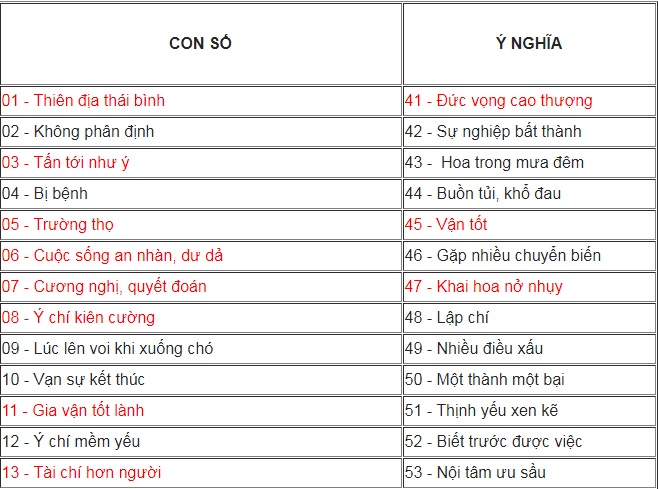 CON SỐ Ý NGHĨA
01 - Thiên địa thái bình 41 - Đức vọng cao thượng
02 - Không phân định 42 - Sự nghiệp bất thành
03 - Tấn tới như ý 43 - Hoa trong mưa đêm
04 - Bị bệnh 44 - Buồn tủi, khổ đau
05 - Trường thọ 45 - Vận tốt
06 - Cuộc sống an nhàn, dư dả 46 - Gặp nhiều chuyển biến
07 - Cương nghị, quyết đoán 47 - Khai hoa nở nhụy
08 - Ý chí kiên cường 48 - Lập chí
09 - Lúc lên voi khi xuống chó 49 - Nhiều điều xấu
10 - Vạn sự kết thúc 50 - Một thành một bại
11 - Gia vận tốt lành 51 - Thịnh yếu xen kẽ
12 - Ý chí mềm yếu 52 - Biết trước được việc
13 - Tài chí hơn người 53 - Nội tâm ưu sầu